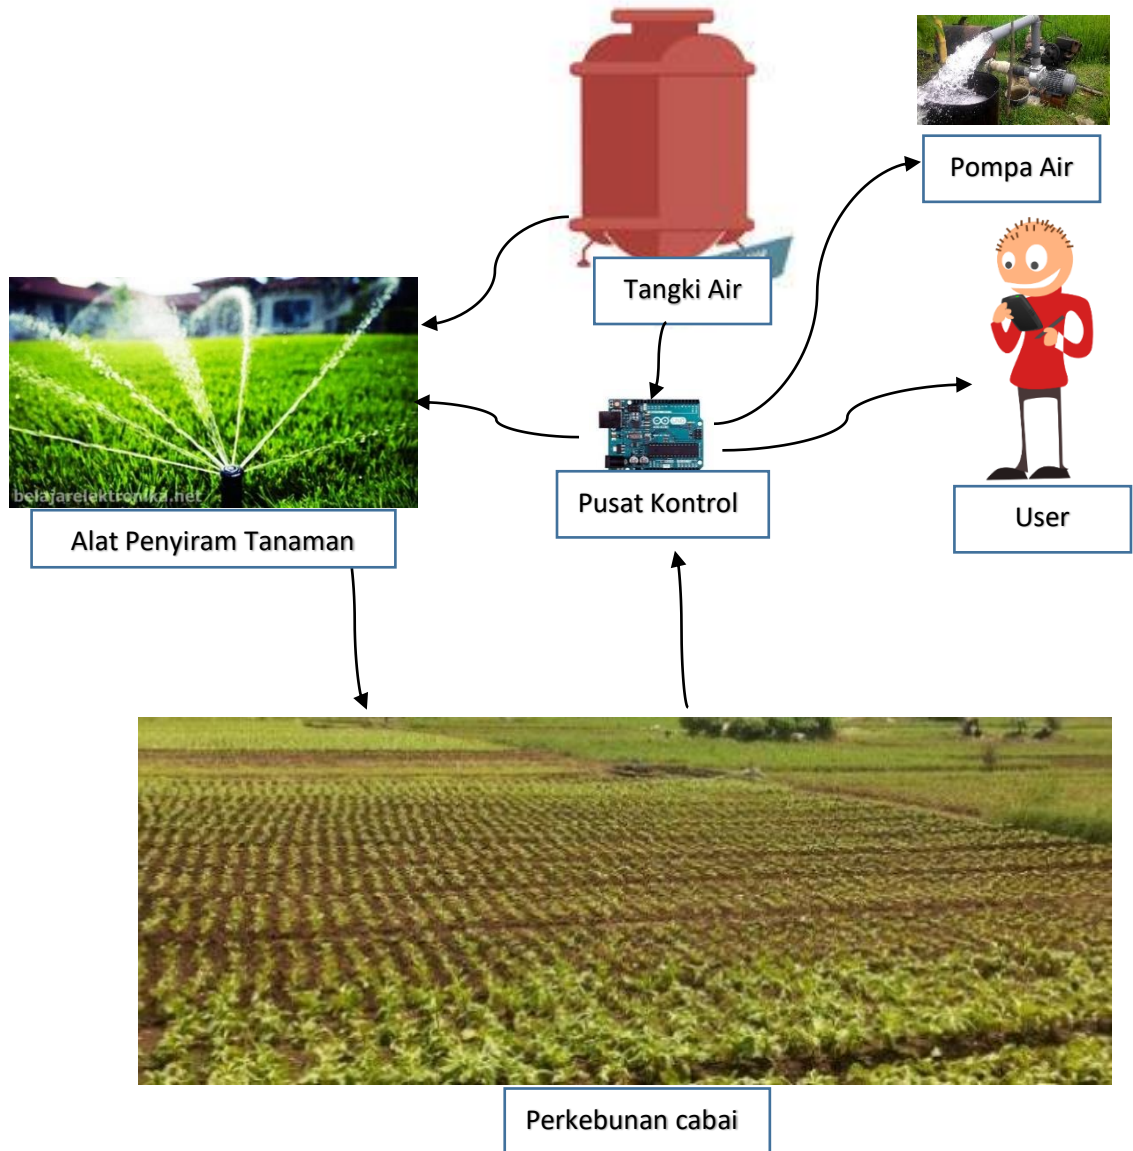 Pompa Air
Tangki Air
belajarelektronika.net
Pusat Kontrol
User
Alat Penyiram Tanaman
Perkebunan cabai